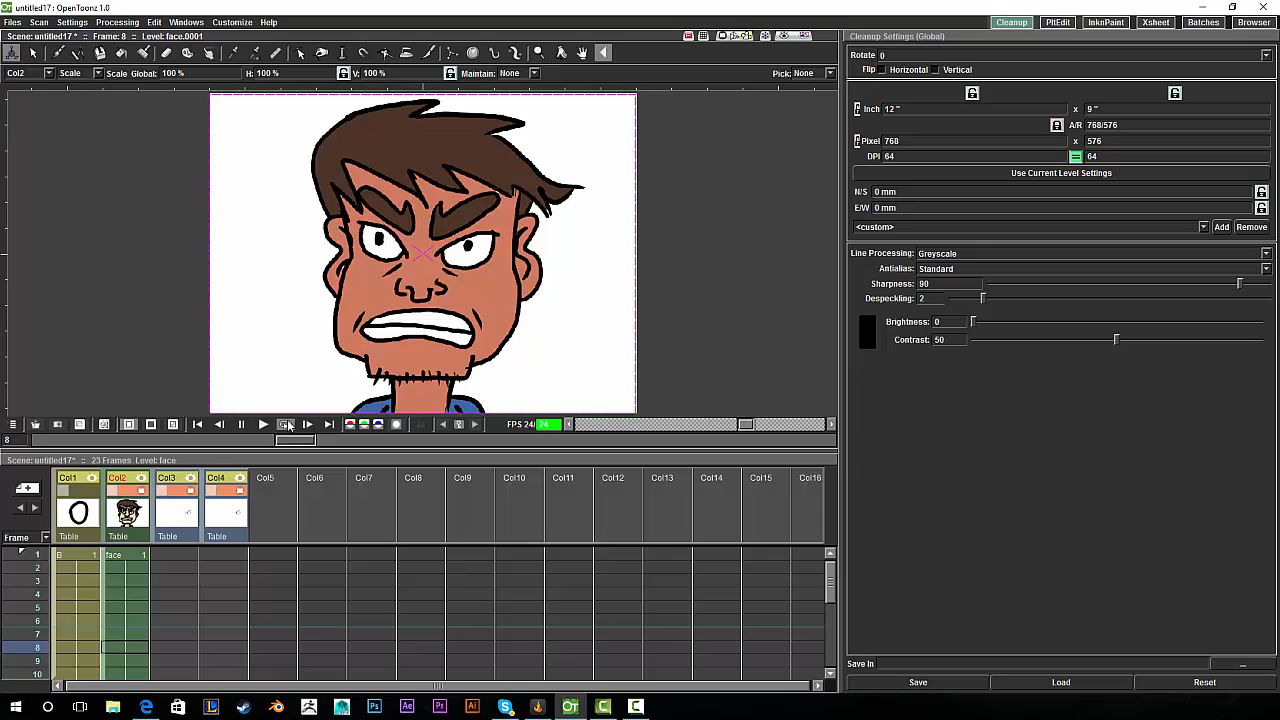 untitled17 : OpenToonz 1.0
Files Scan Settings Processing Edit Windows Customize Help
Cleanup PltEdit InknPaint Xsheet Batches Browser
Scene: untitled17* : Frame: 8 : Level: face.0001
Cleanup Settings (Global)
Rotate 0
Flip Horizontal Vertical
Col2 Scale Scale Global: 100 % H: 100 % V: 100 % Maintain: None Pick: None
Inch 12 " x 9 "
A/R 768/576
Pixel 768 x 576
DPI 64 64
Use Current Level Settings
N/S 0 mm
E/W 0 mm
<custom> Add Remove
Line Processing: Greyscale
Antialias: Standard
Sharpness: 90
Despeckling: 2
Brightness: 0
Contrast: 50
FPS 24/ 24
8
Scene: untitled17* : 23 Frames Level: face
Col1 Col2 Col3 Col4 Col5 Col6 Col7 Col8 Col9 Col10 Col11 Col12 Col13 Col14 Col15 Col16
Table Table Table Table
Frame
1 B 1 face 1
2
3
4
5
6
7
8
9
10
Save In ...
Save Load Reset